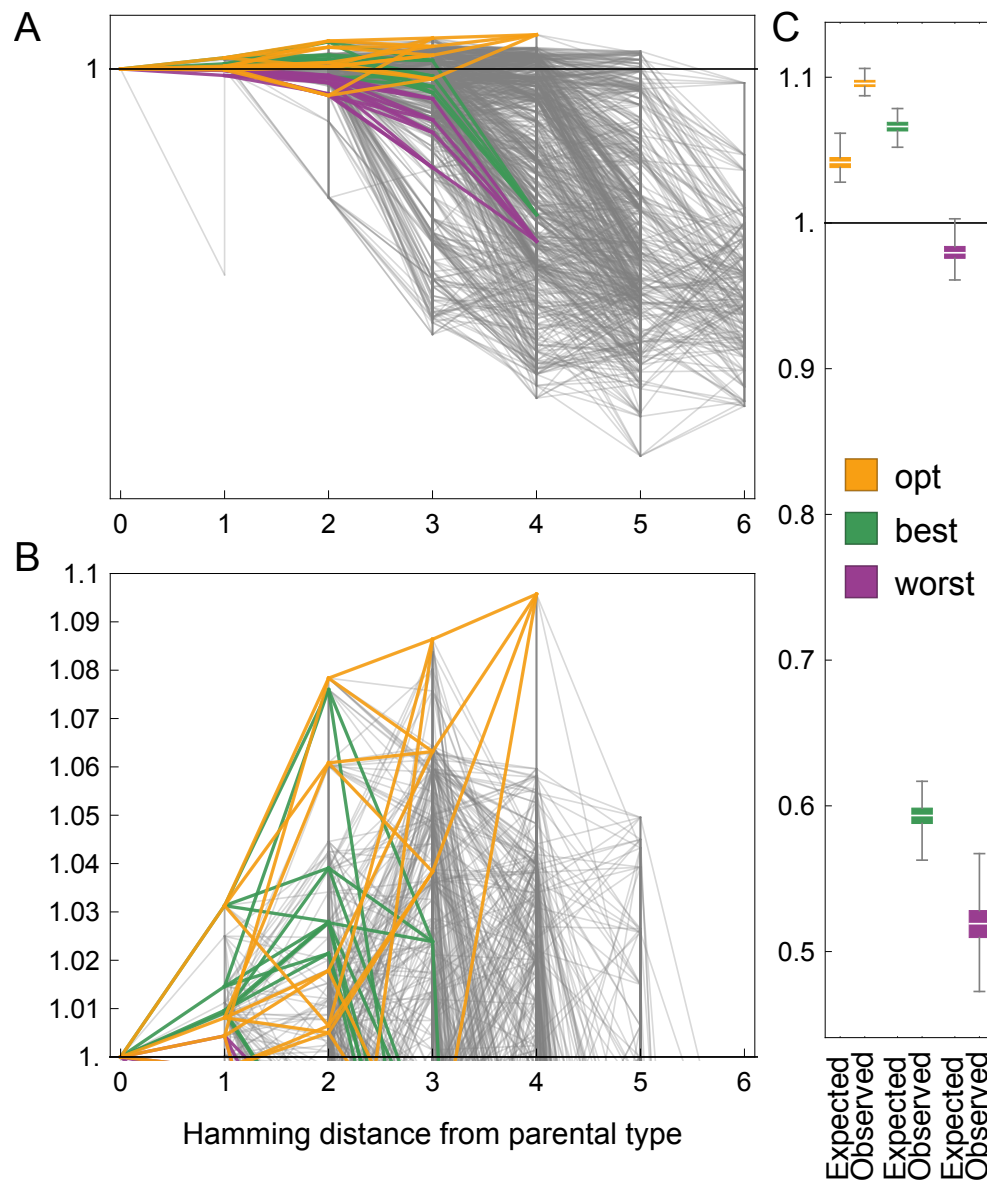 A
1
0 1 2 3 4 5 6
B
1.1
1.09
1.08
1.07
1.06
1.05
1.04
1.03
1.02
1.01
1.
0 1 2 3 4 5 6
Hamming distance from parental type
C
1.1
1.
0.9
0.8
0.7
0.6
0.5
opt
best
worst
Expected
Observed
Expected
Observed
Expected
Observed